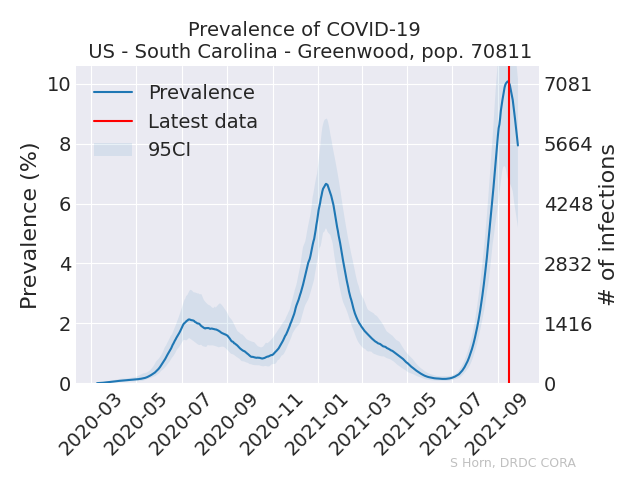 Prevalence of COVID-19
US - South Carolina - Greenwood, pop. 70811
Prevalence
Latest data
95CI
Prevalence (%)
10
8
6
4
2
0
7081
5664
4248
2832
1416
0
# of infections
2020-03
2020-05
2020-07
2020-09
2020-11
2021-01
2021-03
2021-05
2021-07
2021-09
S Horn, DRDC CORA